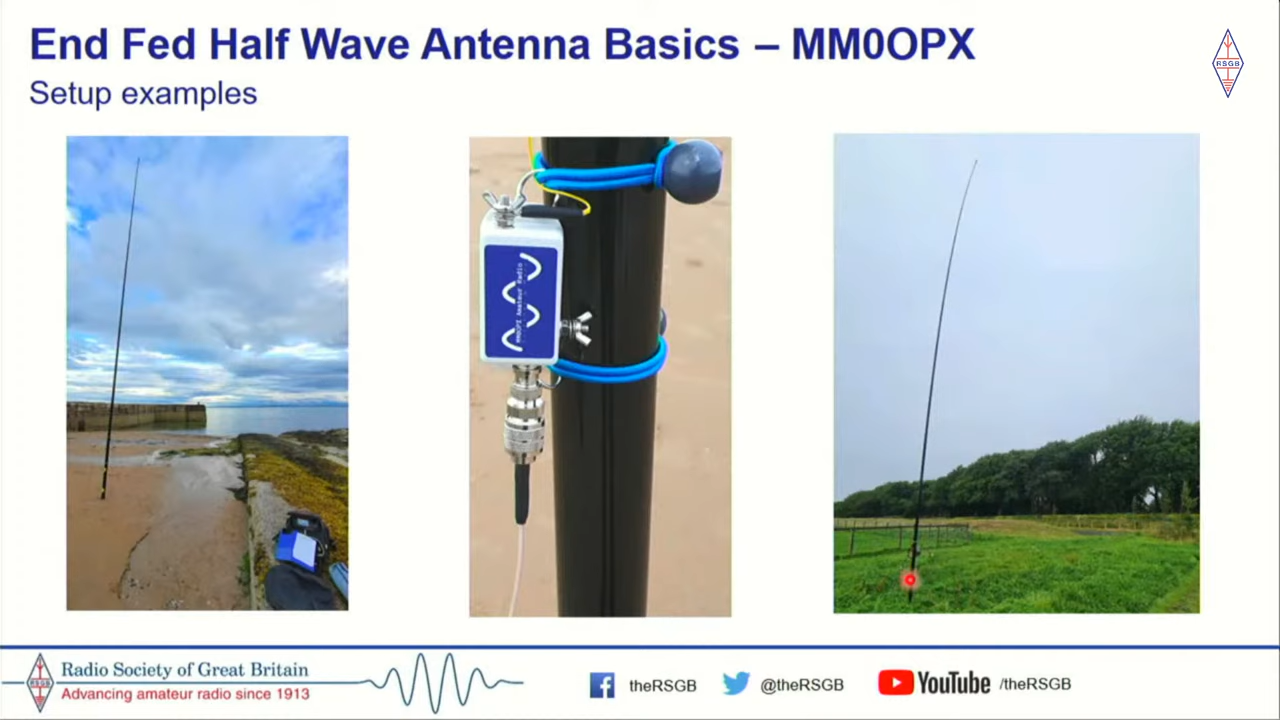 End Fed Half Wave Antenna Basics – MM0OPX
Setup examples
RSGB
MM0OPX Amateur Radio
RSGB
Radio Society of Great Britain
Advancing amateur radio since 1913
theRSGB
@theRSGB
YouTube /theRSGB